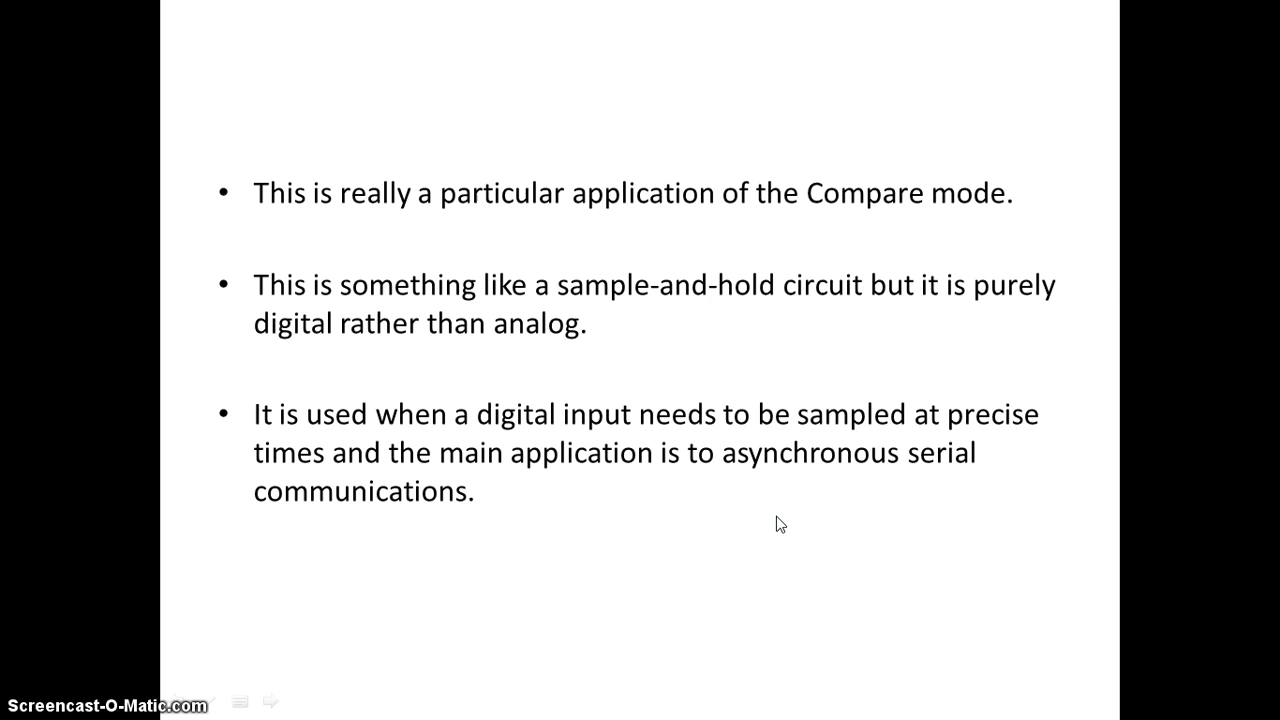 • This is really a particular application of the Compare mode.
• This is something like a sample-and-hold circuit but it is purely
digital rather than analog.
• It is used when a digital input needs to be sampled at precise
times and the main application is to asynchronous serial
communications.
Screencast-O-Matic.com